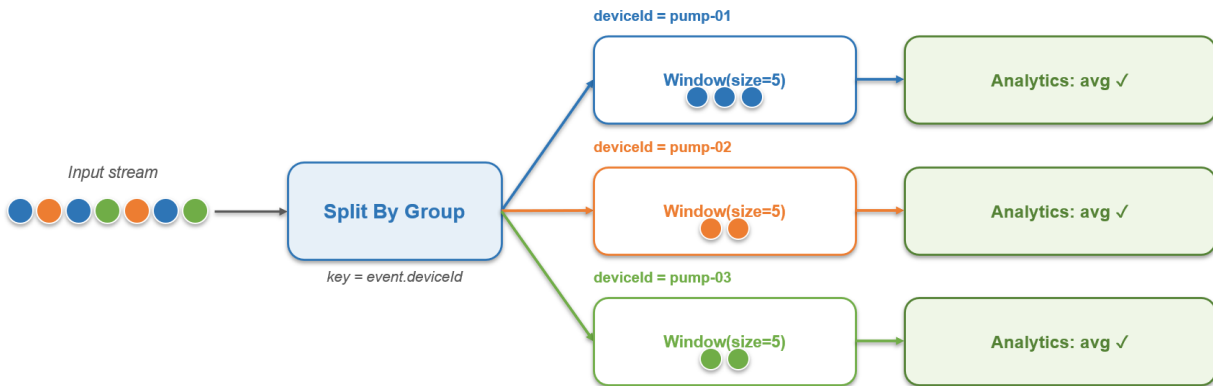 deviceId = pump-01
Window(size=5)
Analytics: avg ✓
deviceId = pump-02
Input stream
Split By Group
Window(size=5)
Analytics: avg ✓
key = event.deviceId
deviceId = pump-03
Window(size=5)
Analytics: avg ✓